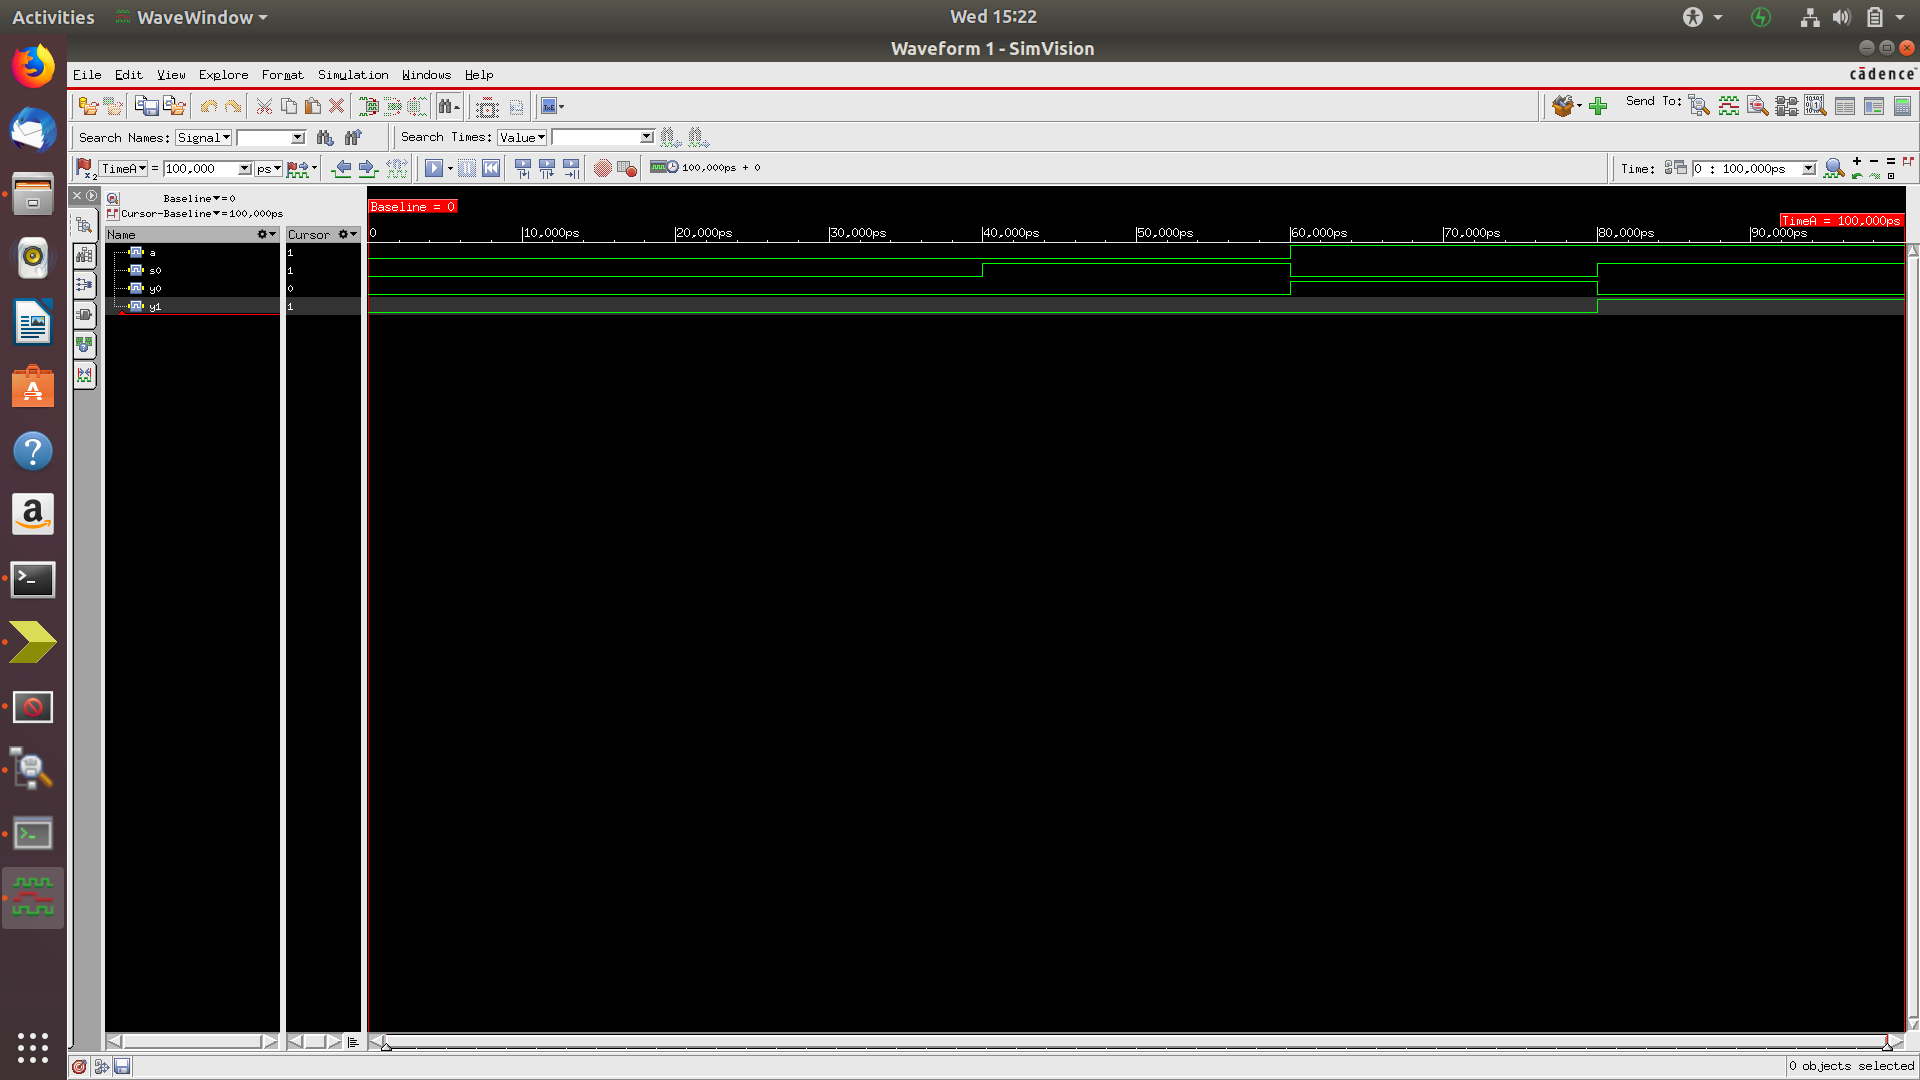 Activities WaveWindow Wed 15:22
Waveform 1 - SimVision
File Edit View Explore Format Simulation Windows Help cādence
Send To:
Search Names: Signal Search Times: Value
TimeA = 100,000 ps 100,000ps + 0 Time: 0 : 100,000ps
Baseline = 0
Cursor-Baseline = 100,000ps
Baseline = 0
TimeA = 100,000ps
Name Cursor 0 10,000ps 20,000ps 30,000ps 40,000ps 50,000ps 60,000ps 70,000ps 80,000ps 90,000ps
a 1
s0 1
y0 0
y1 1
0 objects selected